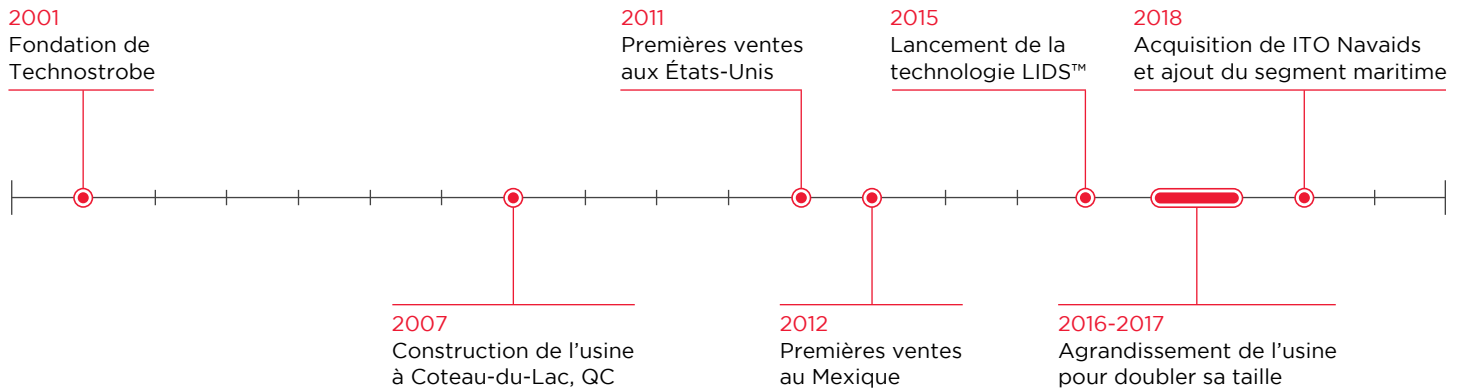 2001
Fondation de
Technostrobe
2011
Premières ventes
aux États-Unis
2015
Lancement de la
technologie LIDS™
2018
Acquisition de ITO Navaids
et ajout du segment maritime
2007
Construction de l’usine
à Coteau-du-Lac, QC
2012
Premières ventes
au Mexique
2016-2017
Agrandissement de l’usine
pour doubler sa taille